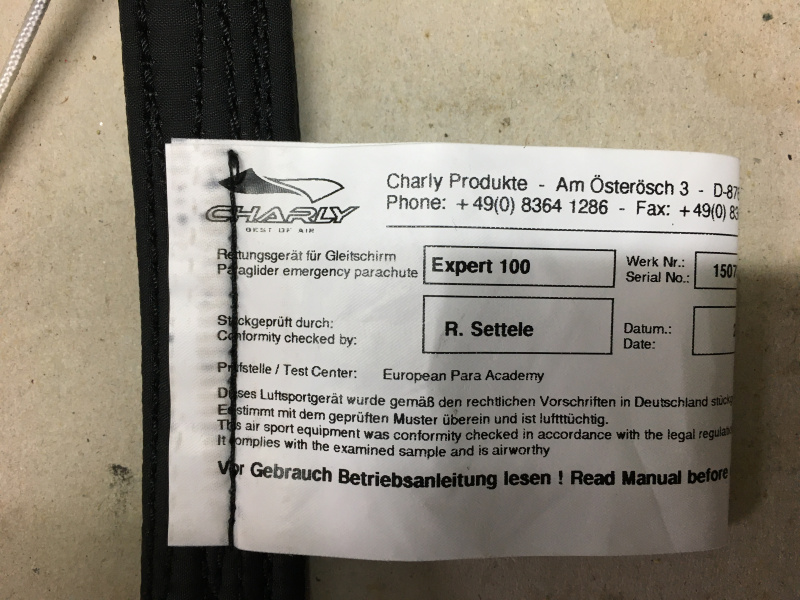 CHARLY
BEST OF AIR
Charly Produkte - Am Österösch 3 - D-876
Phone: +49(0) 8364 1286 - Fax: +49(0) 83
Rettungsgerät für Gleitschirm
Paraglider emergency parachute
Expert 100
Werk Nr.:
Serial No.:
1507
Stückgeprüft durch:
Conformity checked by:
R. Settele
Datum.:
Date:
Prüfstelle / Test Center: European Para Academy
Dieses Luftsportgerät wurde gemäß den rechtlichen Vorschriften in Deutschland stückg
Es stimmt mit dem geprüften Muster überein und ist luftttüchtig.
This air sport equipment was conformity checked in accordance with the legal regulat
It complies with the examined sample and is airworthy
Vor Gebrauch Betriebsanleitung lesen ! Read Manual before